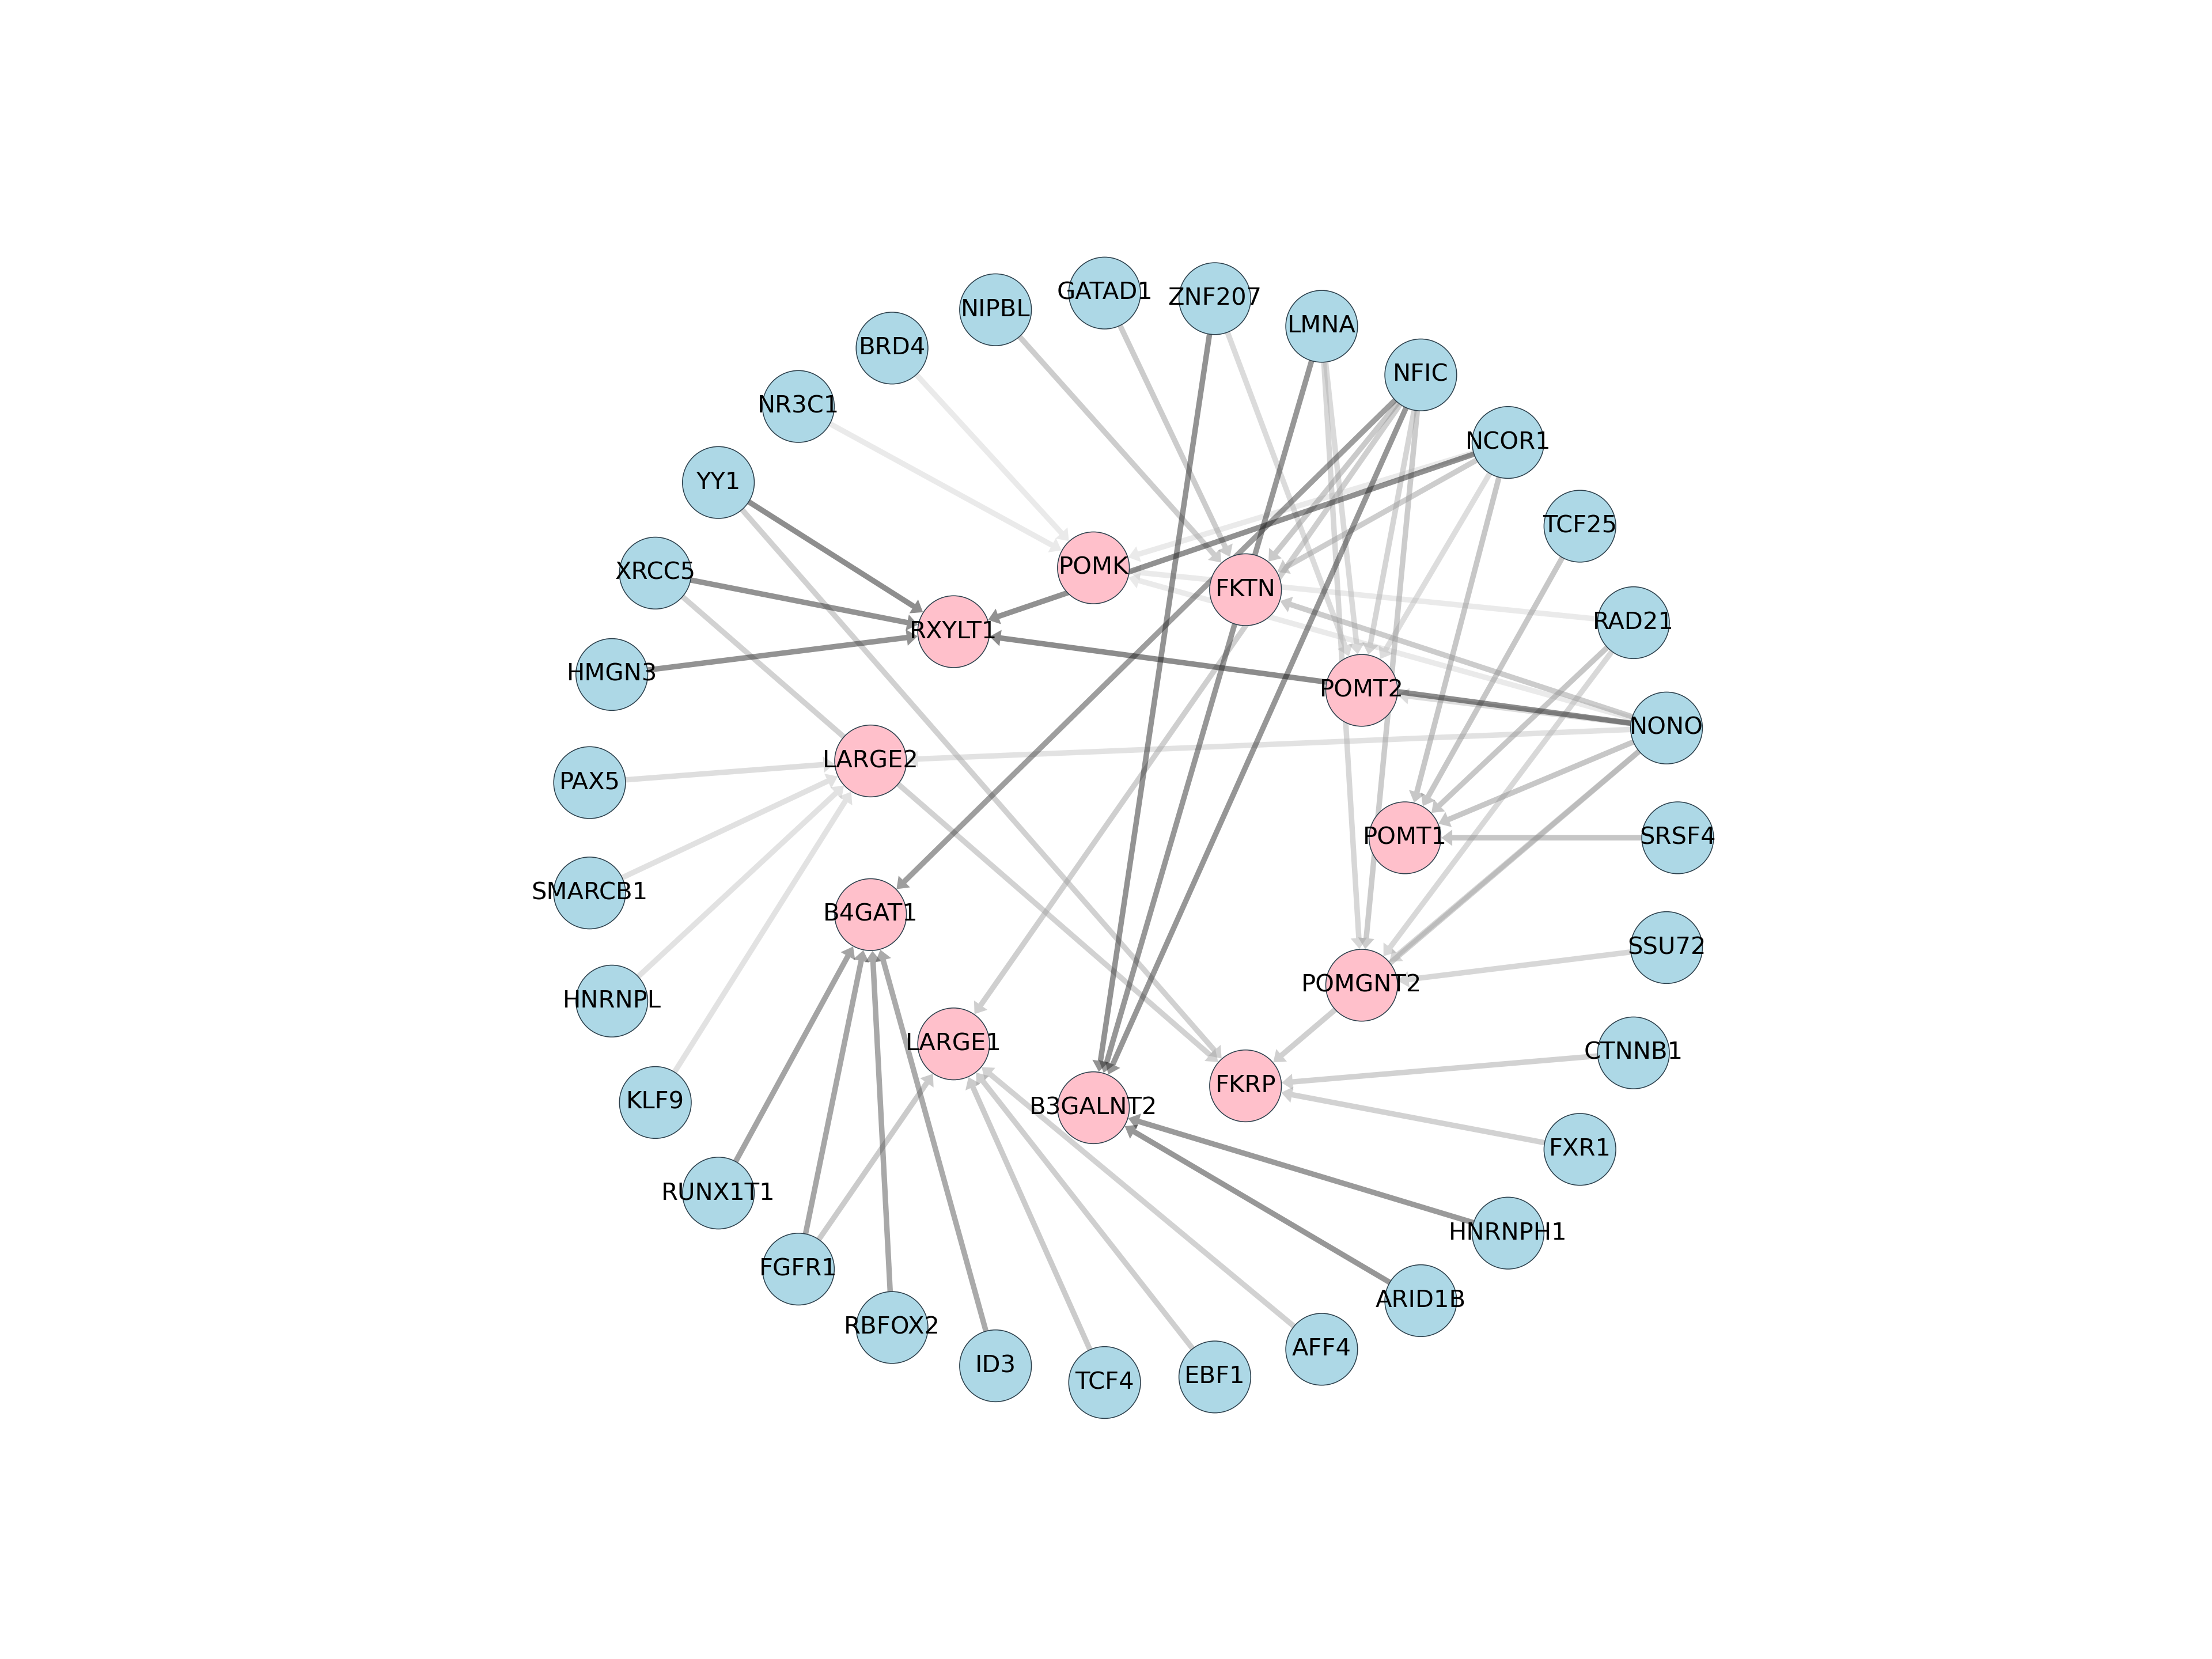 GATAD1
ZNF207
NIPBL
LMNA
BRD4
NFIC
NR3C1
NCOR1
YY1
TCF25
POMK
XRCC5
FKTN
RAD21
RXYLT1
HMGN3
POMT2
NONO
LARGE2
PAX5
POMT1
SRSF4
SMARCB1
B4GAT1
SSU72
POMGNT2
HNRNPL
LARGE1
CTNNB1
FKRP
KLF9
B3GALNT2
FXR1
RUNX1T1
HNRNPH1
FGFR1
ARID1B
RBFOX2
AFF4
ID3
EBF1
TCF4